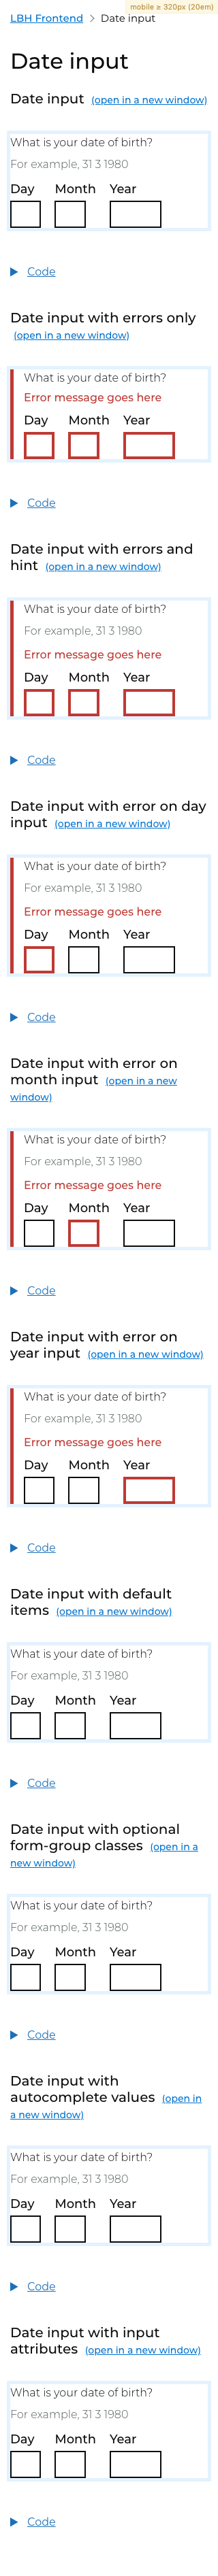 mobile ≥ 320px (20em)
LBH Frontend > Date input
Date input
Date input (open in a new window)
What is your date of birth?
For example, 31 3 1980
Day Month Year
Code
Date input with errors only
(open in a new window)
What is your date of birth?
Error message goes here
Day Month Year
Code
Date input with errors and
hint (open in a new window)
What is your date of birth?
For example, 31 3 1980
Error message goes here
Day Month Year
Code
Date input with error on day
input (open in a new window)
What is your date of birth?
For example, 31 3 1980
Error message goes here
Day Month Year
Code
Date input with error on
month input (open in a new
window)
What is your date of birth?
For example, 31 3 1980
Error message goes here
Day Month Year
Code
Date input with error on
year input (open in a new window)
What is your date of birth?
For example, 31 3 1980
Error message goes here
Day Month Year
Code
Date input with default
items (open in a new window)
What is your date of birth?
For example, 31 3 1980
Day Month Year
Code
Date input with optional
form-group classes (open in a
new window)
What is your date of birth?
For example, 31 3 1980
Day Month Year
Code
Date input with
autocomplete values (open in
a new window)
What is your date of birth?
For example, 31 3 1980
Day Month Year
Code
Date input with input
attributes (open in a new window)
What is your date of birth?
For example, 31 3 1980
Day Month Year
Code